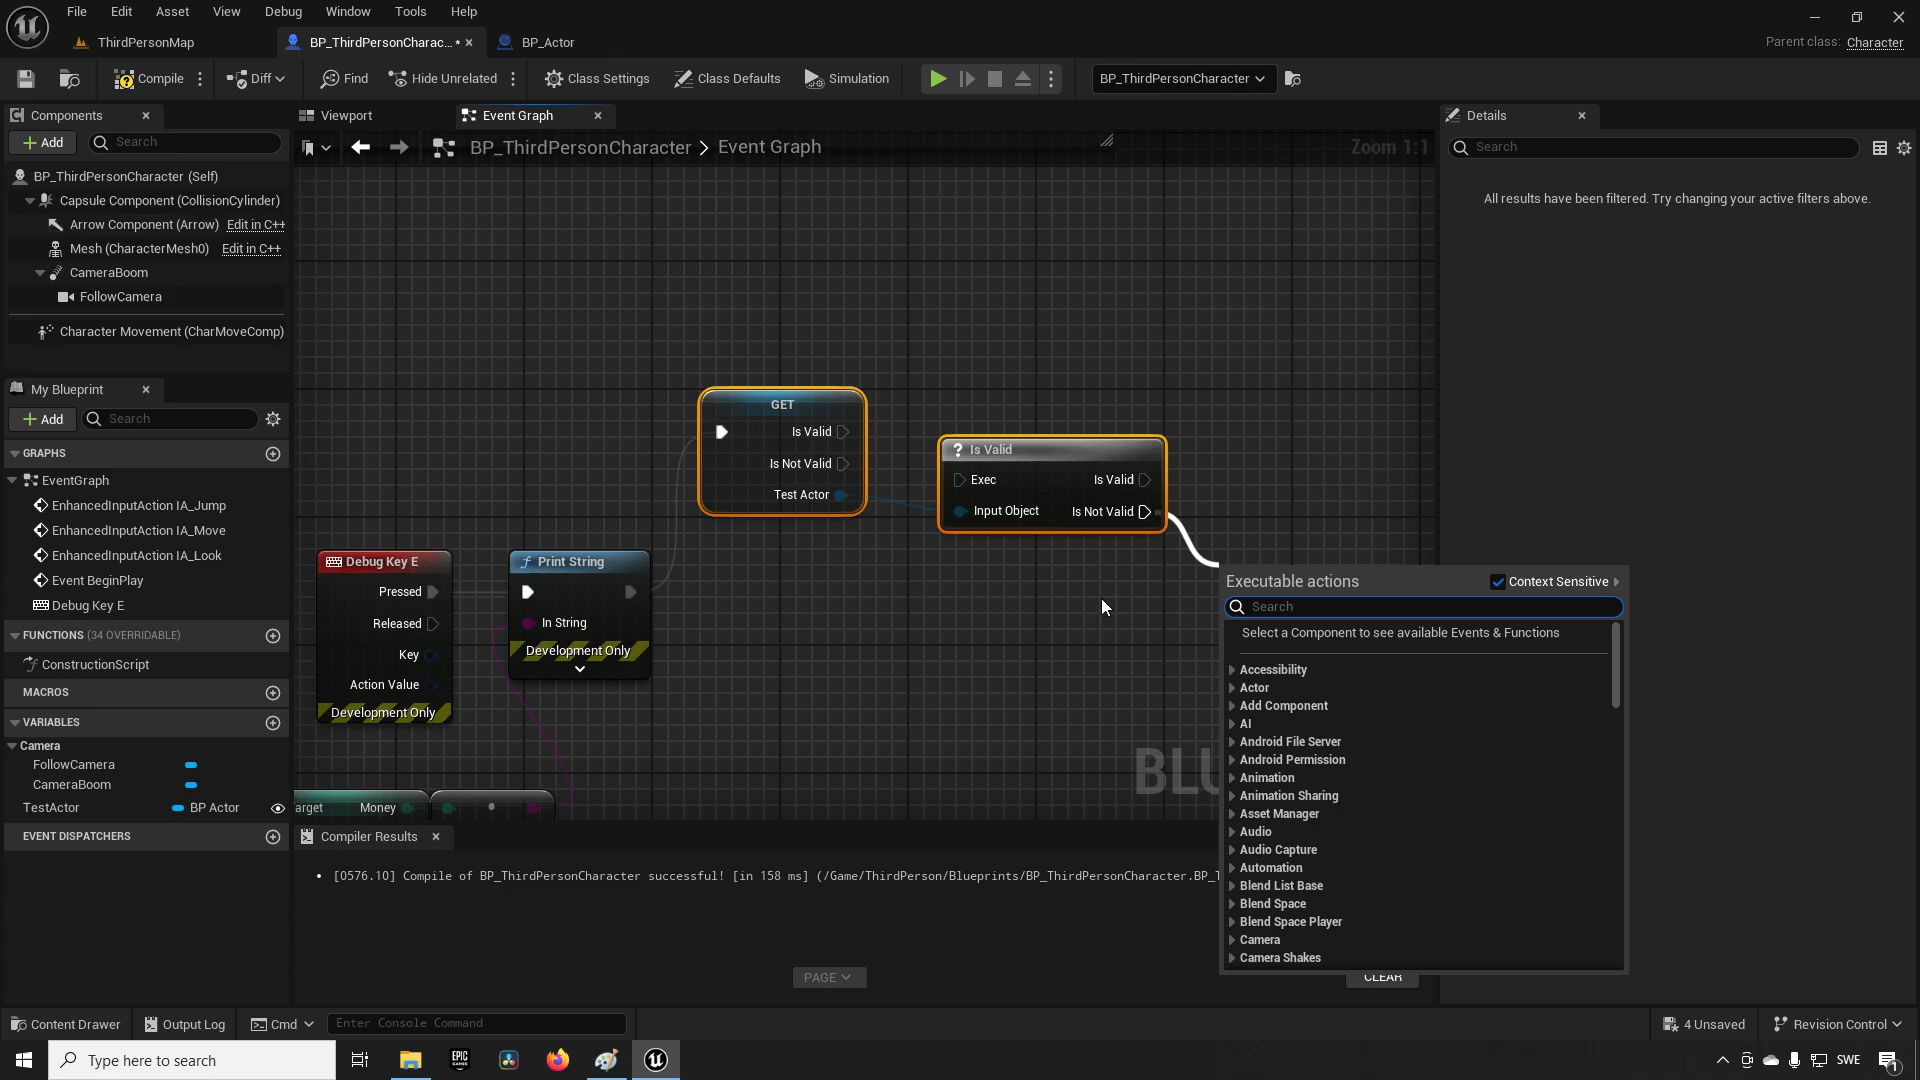 File Edit Asset View Debug Window Tools Help
ThirdPersonMap BP_ThirdPersonCharac... • BP_Actor
Parent class: Character
Compile Diff Find Hide Unrelated Class Settings Class Defaults Simulation BP_ThirdPersonCharacter
Components
Add Search
BP_ThirdPersonCharacter (Self)
Capsule Component (CollisionCylinder)
Arrow Component (Arrow) Edit in C++
Mesh (CharacterMesh0) Edit in C++
CameraBoom
FollowCamera
Character Movement (CharMoveComp)
My Blueprint
Add Search
GRAPHS
EventGraph
EnhancedInputAction IA_Jump
EnhancedInputAction IA_Move
EnhancedInputAction IA_Look
Event BeginPlay
Debug Key E
FUNCTIONS (34 OVERRIDABLE)
ConstructionScript
MACROS
VARIABLES
Camera
FollowCamera
CameraBoom
TestActor BP Actor
EVENT DISPATCHERS
Viewport Event Graph
BP_ThirdPersonCharacter > Event Graph
Zoom 1:1
GET
Is Valid
Is Not Valid
Test Actor
? Is Valid
Exec Is Valid
Input Object Is Not Valid
Debug Key E
Pressed
Released
Key
Action Value
Development Only
f Print String
In String
Development Only
arget Money
BLU
Executable actions Context Sensitive
Search
Select a Component to see available Events & Functions
Accessibility
Actor
Add Component
AI
Android File Server
Android Permission
Animation
Animation Sharing
Asset Manager
Audio
Audio Capture
Automation
Blend List Base
Blend Space
Blend Space Player
Camera
Camera Shakes
Compiler Results
• [0576.10] Compile of BP_ThirdPersonCharacter successful! [in 158 ms] (/Game/ThirdPerson/Blueprints/BP_ThirdPersonCharacter.BP_T
PAGE
CLEAR
Details
Search
All results have been filtered. Try changing your active filters above.
Content Drawer Output Log Cmd Enter Console Command
4 Unsaved Revision Control
Type here to search
EPIC GAMES
SWE
1